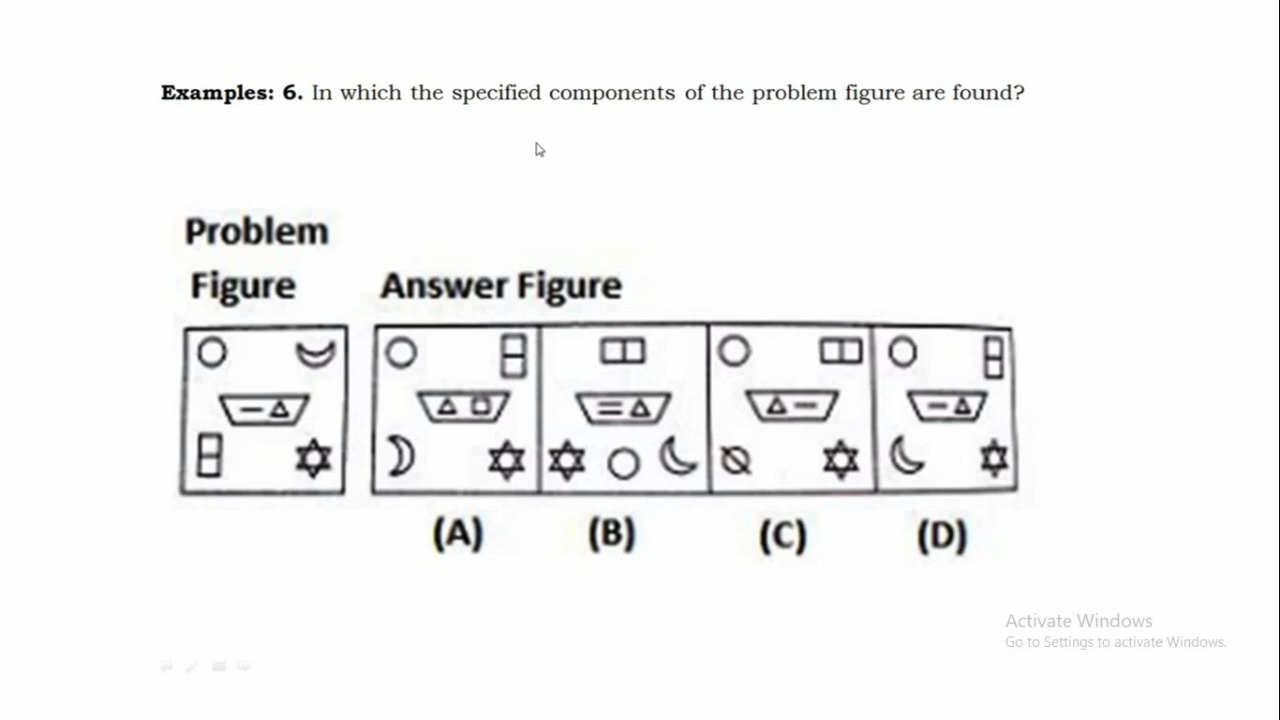 Examples: 6. In which the specified components of the problem figure are found?
Problem
Figure
Answer Figure
(A) (B) (C) (D)
Activate Windows
Go to Settings to activate Windows.